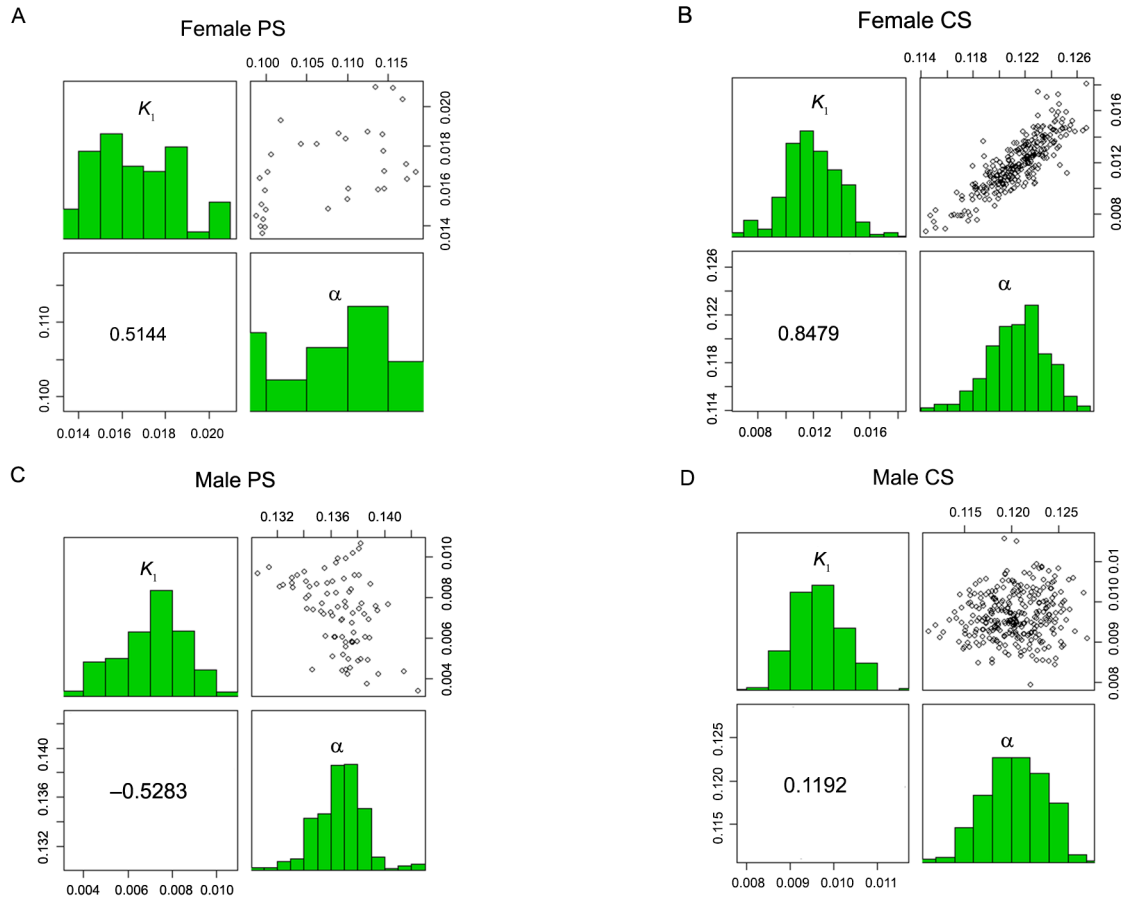 A
Female PS
0.100 0.105 0.110 0.115
K1
0.014 0.016 0.018 0.020
0.100 0.110
0.5144
α
0.014 0.016 0.018 0.020
B
Female CS
0.114 0.118 0.122 0.126
K1
0.008 0.012 0.016
0.114 0.118 0.122 0.126
0.8479
α
0.008 0.012 0.016
C
Male PS
0.132 0.136 0.140
K1
0.004 0.006 0.008 0.010
0.132 0.136 0.140
–0.5283
α
0.004 0.006 0.008 0.010
D
Male CS
0.115 0.120 0.125
K1
0.008 0.009 0.010 0.01
0.115 0.120 0.125
0.1192
α
0.008 0.009 0.010 0.011